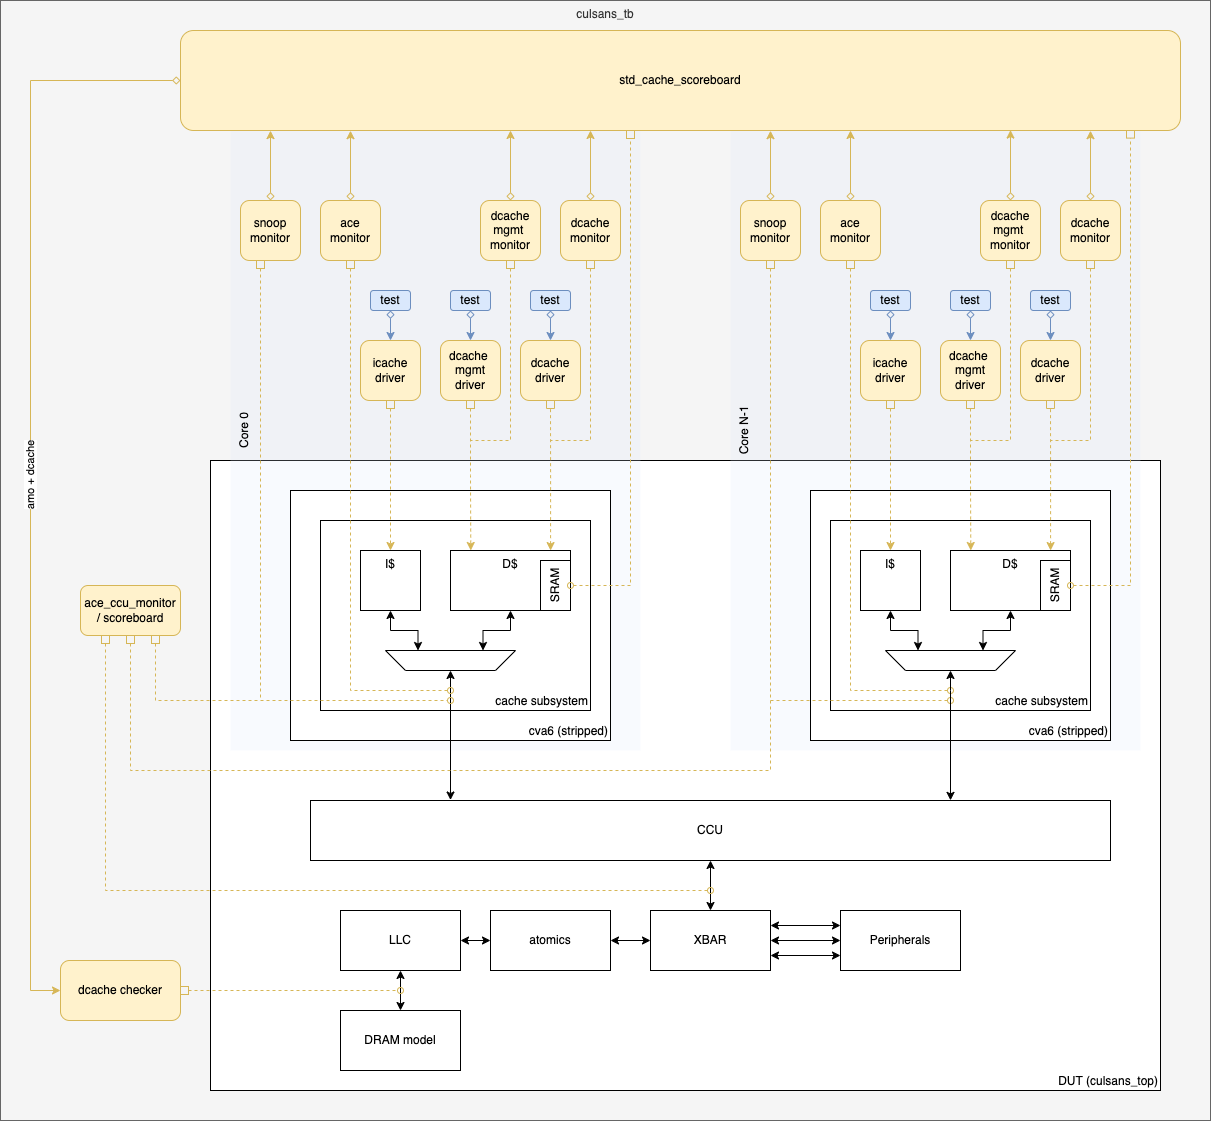 culsans_tb
std_cache_scoreboard
snoop
monitor
ace
monitor
dcache
mgmt
monitor
dcache
monitor
snoop
monitor
ace
monitor
dcache
mgmt
monitor
dcache
monitor
test
test
test
test
test
test
icache
driver
dcache
mgmt
driver
dcache
driver
icache
driver
dcache
mgmt
driver
dcache
driver
Core 0
Core N-1
amo + dcache
I$
D$
SRAM
I$
D$
SRAM
ace_ccu_monitor
/ scoreboard
cache subsystem
cva6 (stripped)
cache subsystem
cva6 (stripped)
CCU
LLC
atomics
XBAR
Peripherals
dcache checker
DRAM model
DUT (culsans_top)